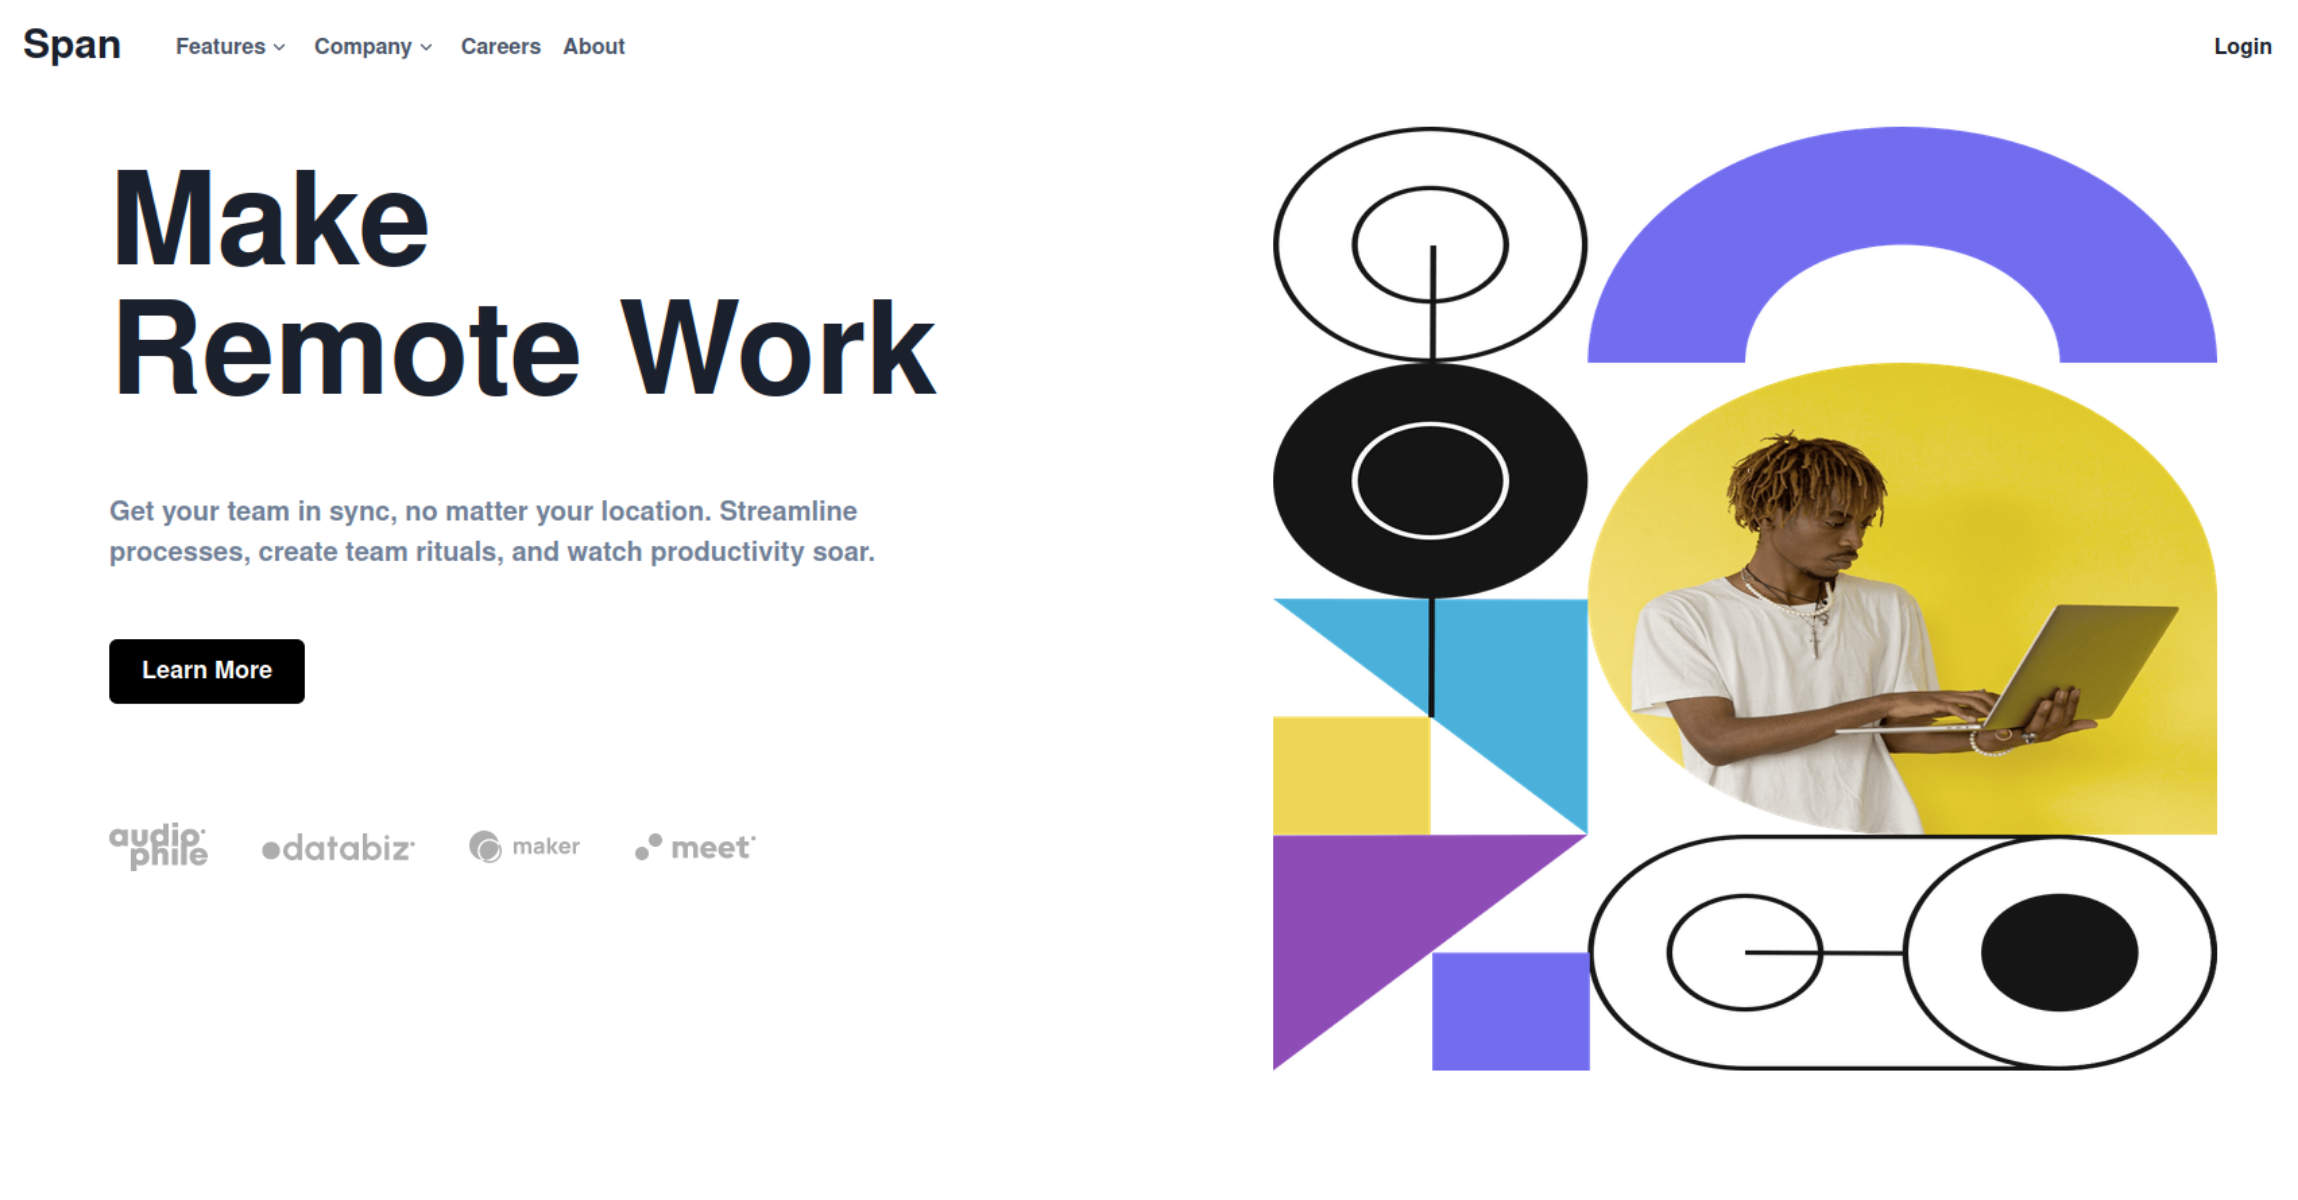 Span Features Company Careers About Login
Make
Remote Work
Get your team in sync, no matter your location. Streamline
processes, create team rituals, and watch productivity soar.
Learn More
audio
phile databiz maker meet